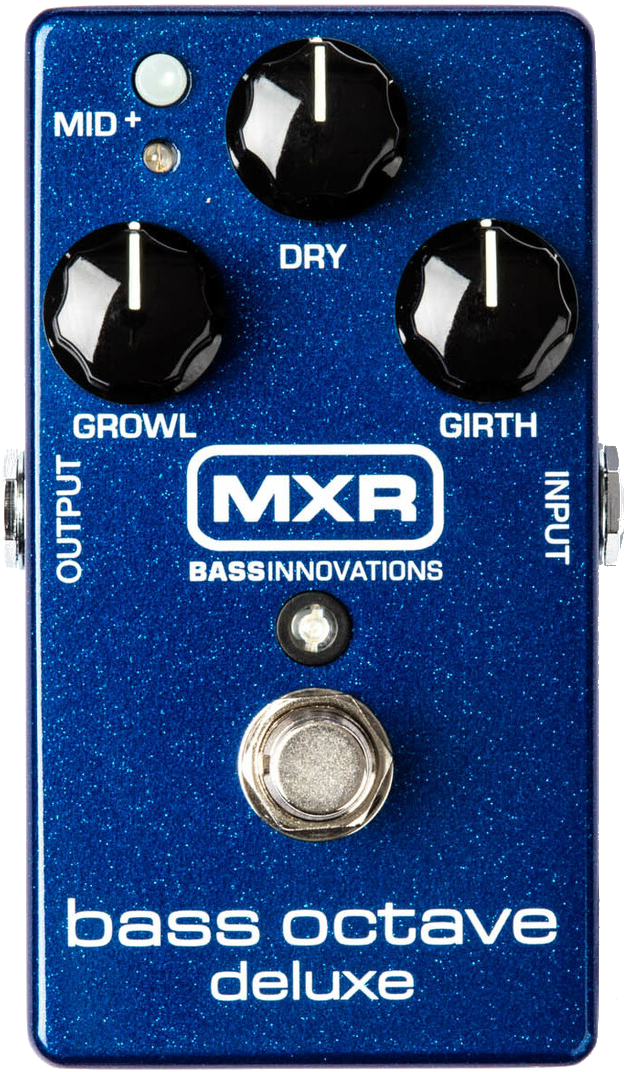 MID +
DRY
GROWL
GIRTH
OUTPUT
INPUT
MXR
BASSINNOVATIONS
bass octave
deluxe